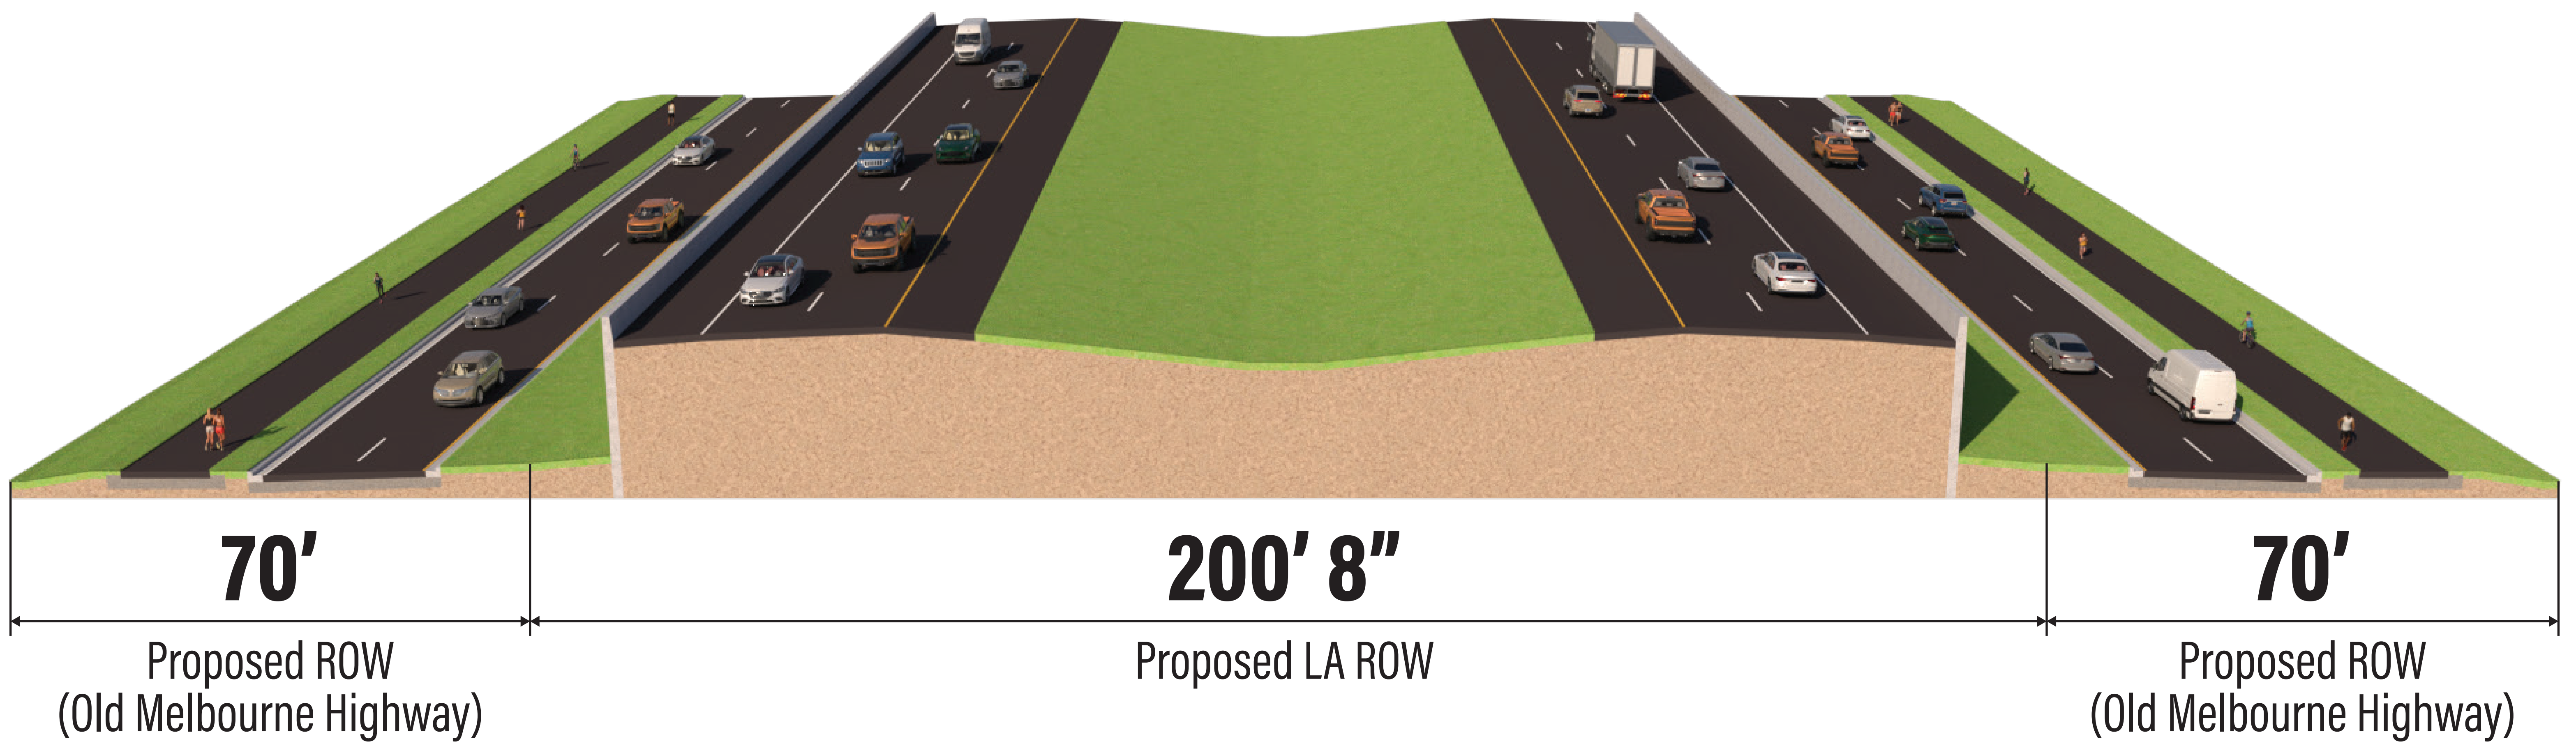 70’
200’ 8”
70’
Proposed ROW
(Old Melbourne Highway)
Proposed LA ROW
Proposed ROW
(Old Melbourne Highway)